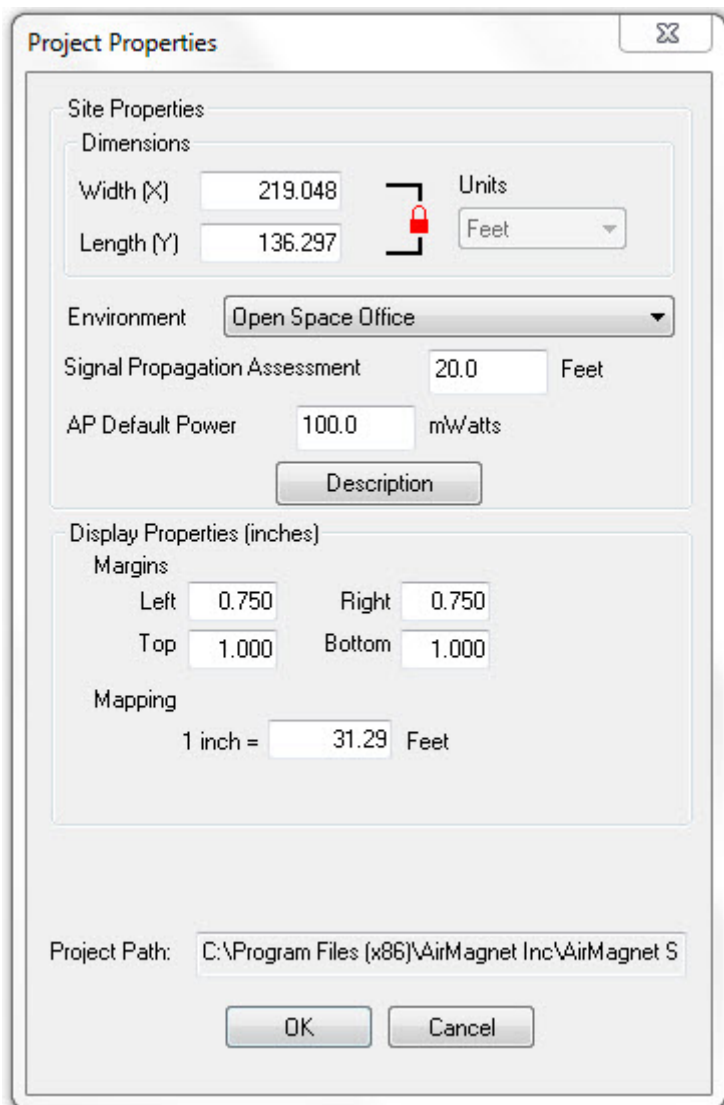 Project Properties
Site Properties
Dimensions
Width (X) 219.048 Units
Length (Y) 136.297 Feet
Environment Open Space Office
Signal Propagation Assessment 20.0 Feet
AP Default Power 100.0 mWatts
Description
Display Properties (inches)
Margins
Left 0.750 Right 0.750
Top 1.000 Bottom 1.000
Mapping
1 inch = 31.29 Feet
Project Path: C:\Program Files (x86)\AirMagnet Inc\AirMagnet S
OK Cancel